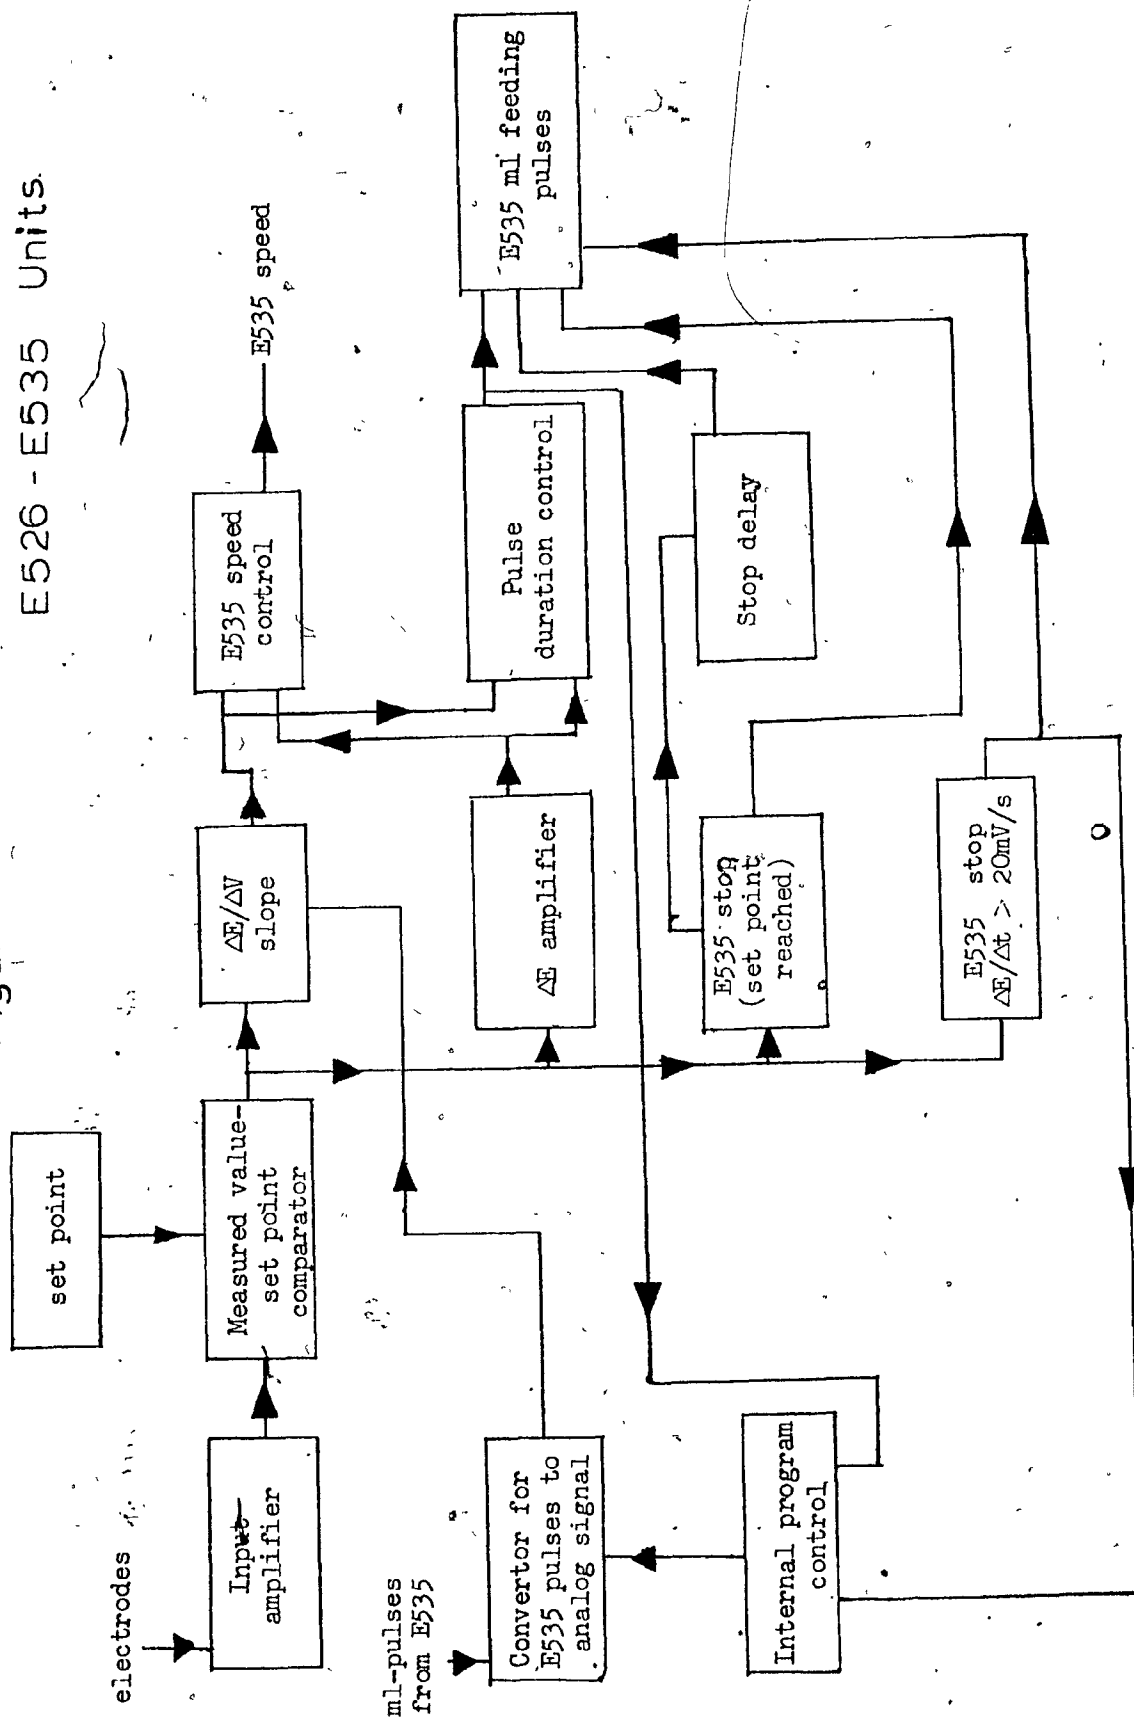 E526 - E535 Units.
electrodes
Input
amplifier
set point
Measured value-
set point
comparator
ΔE/ΔV
slope
E535 speed
control
E535 speed
ml-pulses
from E535
Convertor for
E535 pulses to
analog signal
ΔE amplifier
Pulse
duration control
E535 ml feeding
pulses
Internal program
control
E535 stop
(set point
reached)
Stop delay
E535 stop
ΔE/Δt > 20mV/s